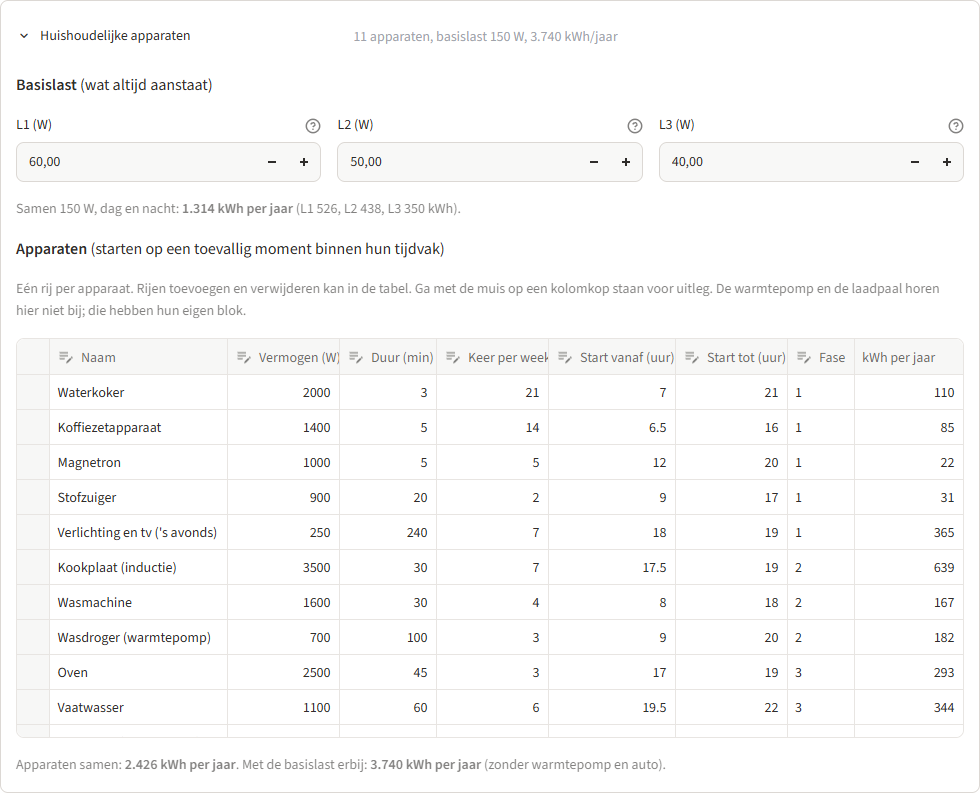 Huishoudelijke apparaten 11 apparaten, basislast 150 W, 3.740 kWh/jaar
Basislast (wat altijd aanstaat)
L1 (W) L2 (W) L3 (W)
60,00 50,00 40,00
Samen 150 W, dag en nacht: 1.314 kWh per jaar (L1 526, L2 438, L3 350 kWh).
Apparaten (starten op een toevallig moment binnen hun tijdvak)
Eén rij per apparaat. Rijen toevoegen en verwijderen kan in de tabel. Ga met de muis op een kolomkop staan voor uitleg. De warmtepomp en de laadpaal horen
hier niet bij; die hebben hun eigen blok.
Naam Vermogen (W) Duur (min) Keer per week Start vanaf (uur) Start tot (uur) Fase kWh per jaar
Waterkoker 2000 3 21 7 21 1 110
Koffiezetapparaat 1400 5 14 6.5 16 1 85
Magnetron 1000 5 5 12 20 1 22
Stofzuiger 900 20 2 9 17 1 31
Verlichting en tv ('s avonds) 250 240 7 18 19 1 365
Kookplaat (inductie) 3500 30 7 17.5 19 2 639
Wasmachine 1600 30 4 8 18 2 167
Wasdroger (warmtepomp) 700 100 3 9 20 2 182
Oven 2500 45 3 17 19 3 293
Vaatwasser 1100 60 6 19.5 22 3 344
Apparaten samen: 2.426 kWh per jaar. Met de basislast erbij: 3.740 kWh per jaar (zonder warmtepomp en auto).